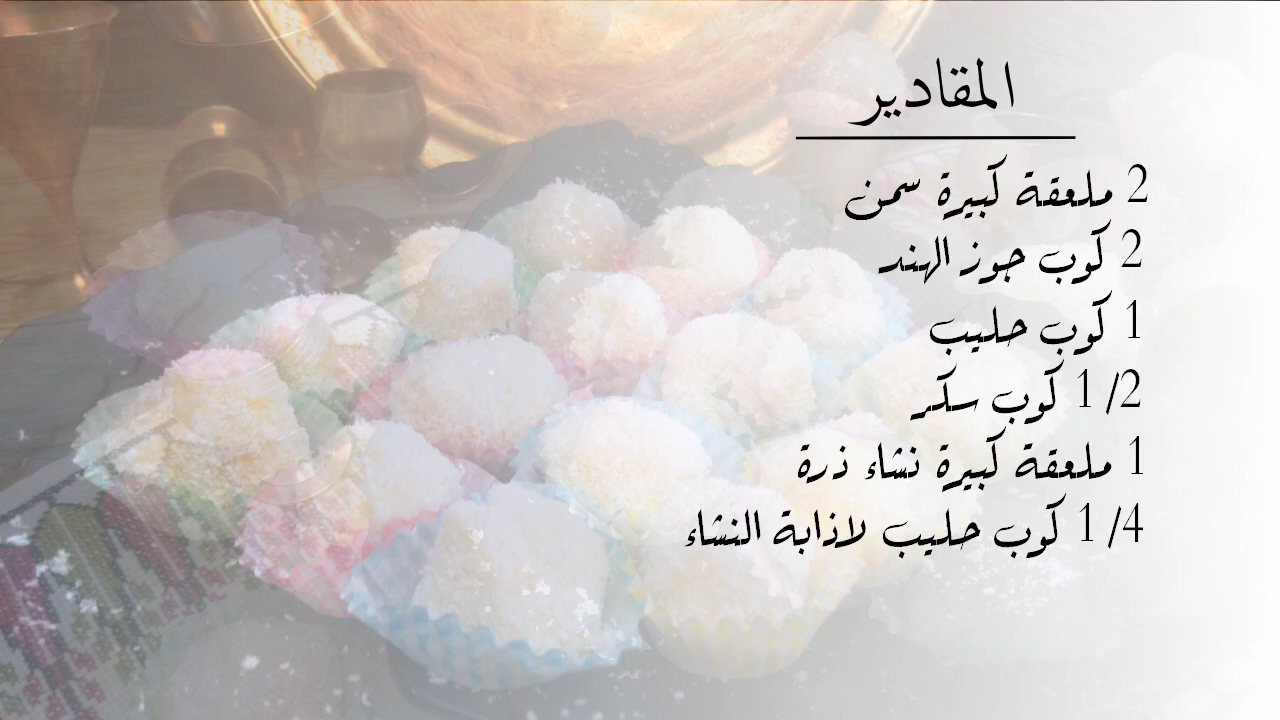 المقادير
2 ملعقة كبيرة سمن
2 كوب جوز الهند
1 كوب حليب
1/2 كوب سكر
1 ملعقة كبيرة نشاء ذرة
1/4 كوب حليب لاذابة النشاء